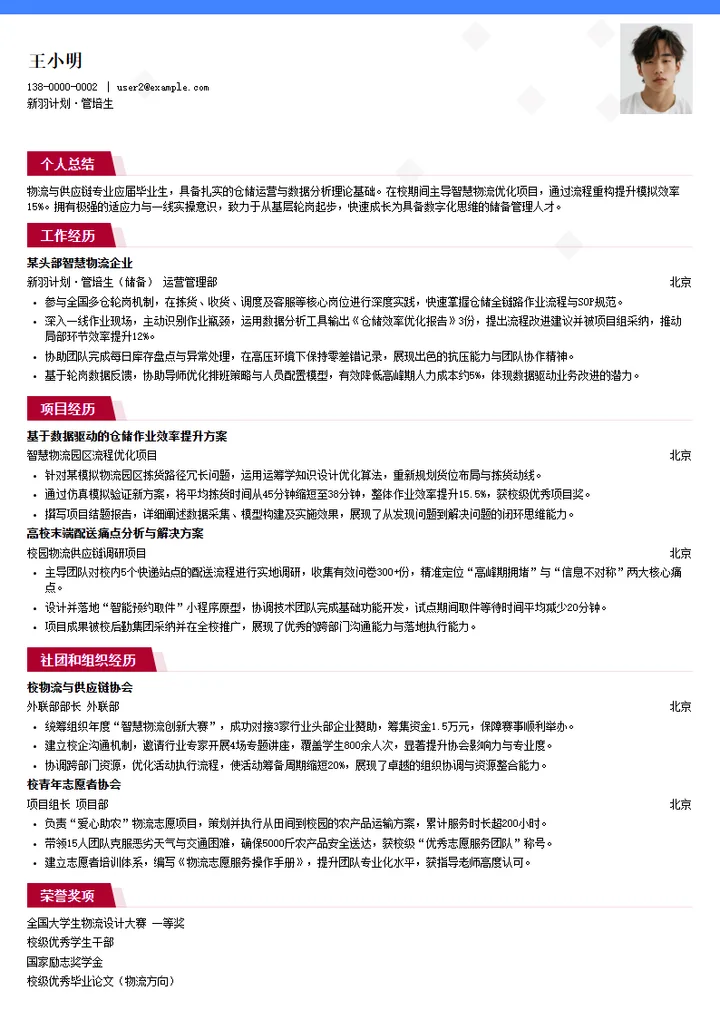 王小明
138-0000-0002 | user2@example.com
新羽计划·管培生
个人总结
物流与供应链专业应届毕业生，具备扎实的仓储运营与数据分析理论基础。在校期间主导智慧物流优化项目，通过流程重构提升模拟效率
15%。拥有极强的适应力与一线实操意识，致力于从基层轮岗起步，快速成长为具备数字化思维的储备管理人才。
工作经历
某头部智慧物流企业
新羽计划·管培生（储备） 运营管理部 北京
• 参与全国多仓轮岗机制，在拣货、收货、调度及客服等核心岗位进行深度实践，快速掌握仓储全链路作业流程与SOP规范。
• 深入一线作业现场，主动识别作业瓶颈，运用数据分析工具输出《仓储效率优化报告》3份，提出流程改进建议并被项目组采纳，推动
局部环节效率提升12%。
• 协助团队完成每日库存盘点与异常处理，在高压环境下保持零差错记录，展现出色的抗压能力与团队协作精神。
• 基于轮岗数据反馈，协助导师优化排班策略与人员配置模型，有效降低高峰期人力成本约5%，体现数据驱动业务改进的潜力。
项目经历
基于数据驱动的仓储作业效率提升方案
智慧物流园区流程优化项目 北京
• 针对某模拟物流园区拣货路径冗长问题，运用运筹学知识设计优化算法，重新规划货位布局与拣货动线。
• 通过仿真模拟验证新方案，将平均拣货时间从45分钟缩短至38分钟，整体作业效率提升15.5%，获校级优秀项目奖。
• 撰写项目结题报告，详细阐述数据采集、模型构建及实施效果，展现了从发现问题到解决问题的闭环思维能力。
高校末端配送痛点分析与解决方案
校园物流供应链调研项目 北京
• 主导团队对校内5个快递站点的配送流程进行实地调研，收集有效问卷300+份，精准定位“高峰期拥堵”与“信息不对称”两大核心痛
点。
• 设计并落地“智能预约取件”小程序原型，协调技术团队完成基础功能开发，试点期间取件等待时间平均减少20分钟。
• 项目成果被校后勤集团采纳并在全校推广，展现了优秀的跨部门沟通能力与落地执行能力。
社团和组织经历
校物流与供应链协会
外联部部长 外联部 北京
• 统筹组织年度“智慧物流创新大赛”，成功对接3家行业头部企业赞助，筹集资金1.5万元，保障赛事顺利举办。
• 建立校企沟通机制，邀请行业专家开展4场专题讲座，覆盖学生800余人次，显著提升协会影响力与专业度。
• 协调跨部门资源，优化活动执行流程，使活动筹备周期缩短20%，展现了卓越的组织协调与资源整合能力。
校青年志愿者协会
项目组长 项目部 北京
• 负责“爱心助农”物流志愿项目，策划并执行从田间到校园的农产品运输方案，累计服务时长超200小时。
• 带领15人团队克服恶劣天气与交通困难，确保5000斤农产品安全送达，获校级“优秀志愿服务团队”称号。
• 建立志愿者培训体系，编写《物流志愿服务操作手册》，提升团队专业化水平，获指导老师高度认可。
荣誉奖项
全国大学生物流设计大赛 一等奖
校级优秀学生干部
国家励志奖学金
校级优秀毕业论文（物流方向）